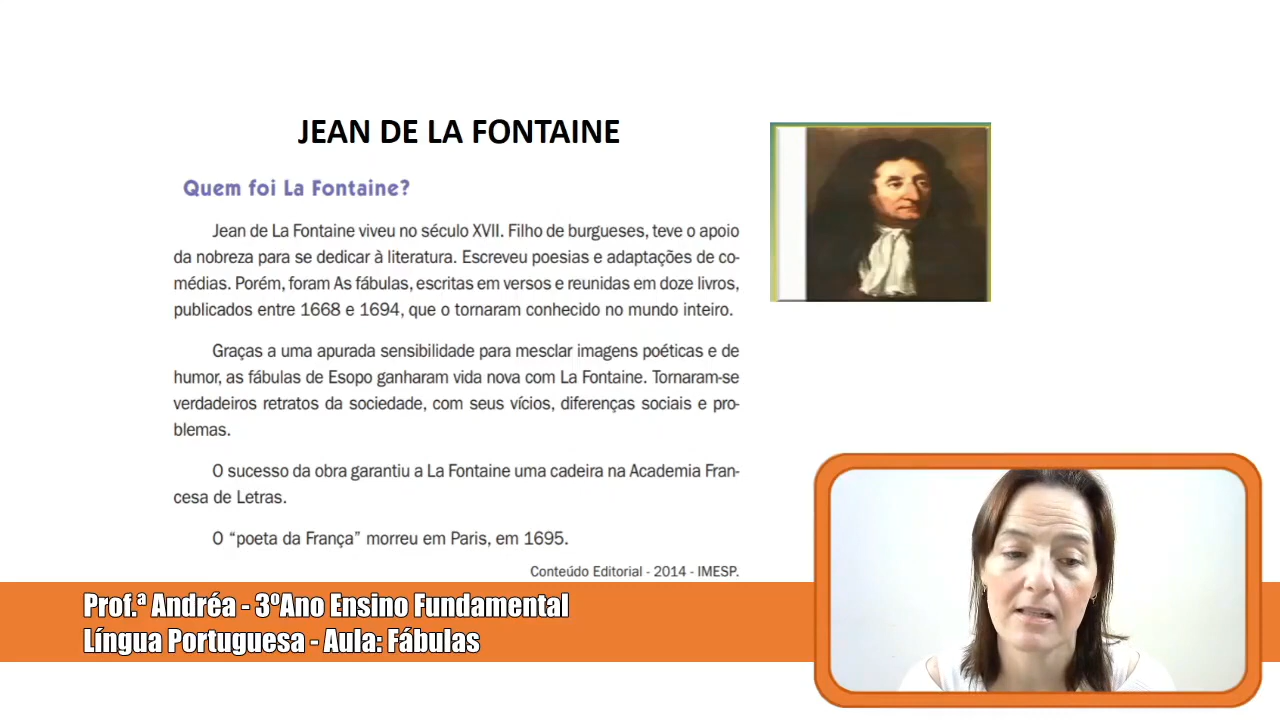 JEAN DE LA FONTAINE
Quem foi La Fontaine?
Jean de La Fontaine viveu no século XVII. Filho de burgueses, teve o apoio
da nobreza para se dedicar à literatura. Escreveu poesias e adaptações de co-
médias. Porém, foram As fábulas, escritas em versos e reunidas em doze livros,
publicados entre 1668 e 1694, que o tornaram conhecido no mundo inteiro.
Graças a uma apurada sensibilidade para mesclar imagens poéticas e de
humor, as fábulas de Esopo ganharam vida nova com La Fontaine. Tornaram-se
verdadeiros retratos da sociedade, com seus vícios, diferenças sociais e pro-
blemas.
O sucesso da obra garantiu a La Fontaine uma cadeira na Academia Fran-
cesa de Letras.
O “poeta da França” morreu em Paris, em 1695.
Conteúdo Editorial - 2014 - IMESP.
Prof.ª Andréa - 3ºAno Ensino Fundamental
Língua Portuguesa - Aula: Fábulas